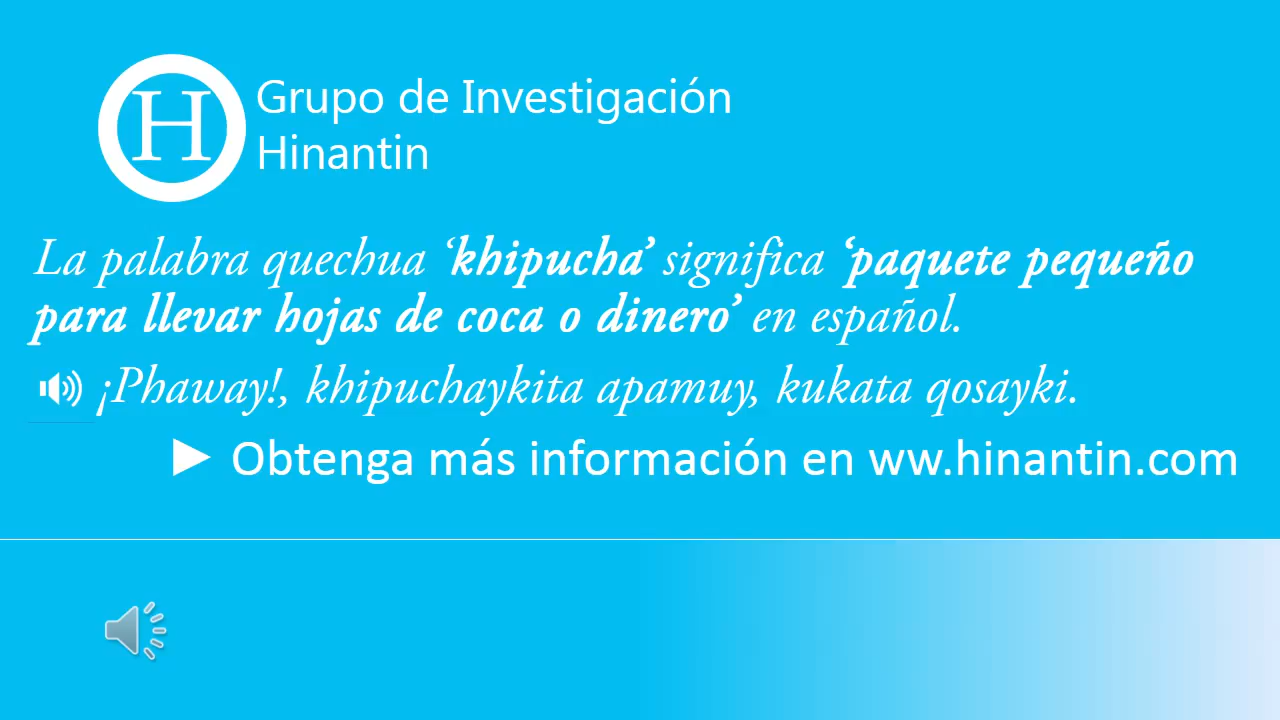 H
Grupo de Investigación
Hinantin
La palabra quechua ‘khipucha’ significa ‘paquete pequeño
para llevar hojas de coca o dinero’ en español.
¡Phaway!, khipuchaykita apamuy, kukata qosayki.
► Obtenga más información en ww.hinantin.com